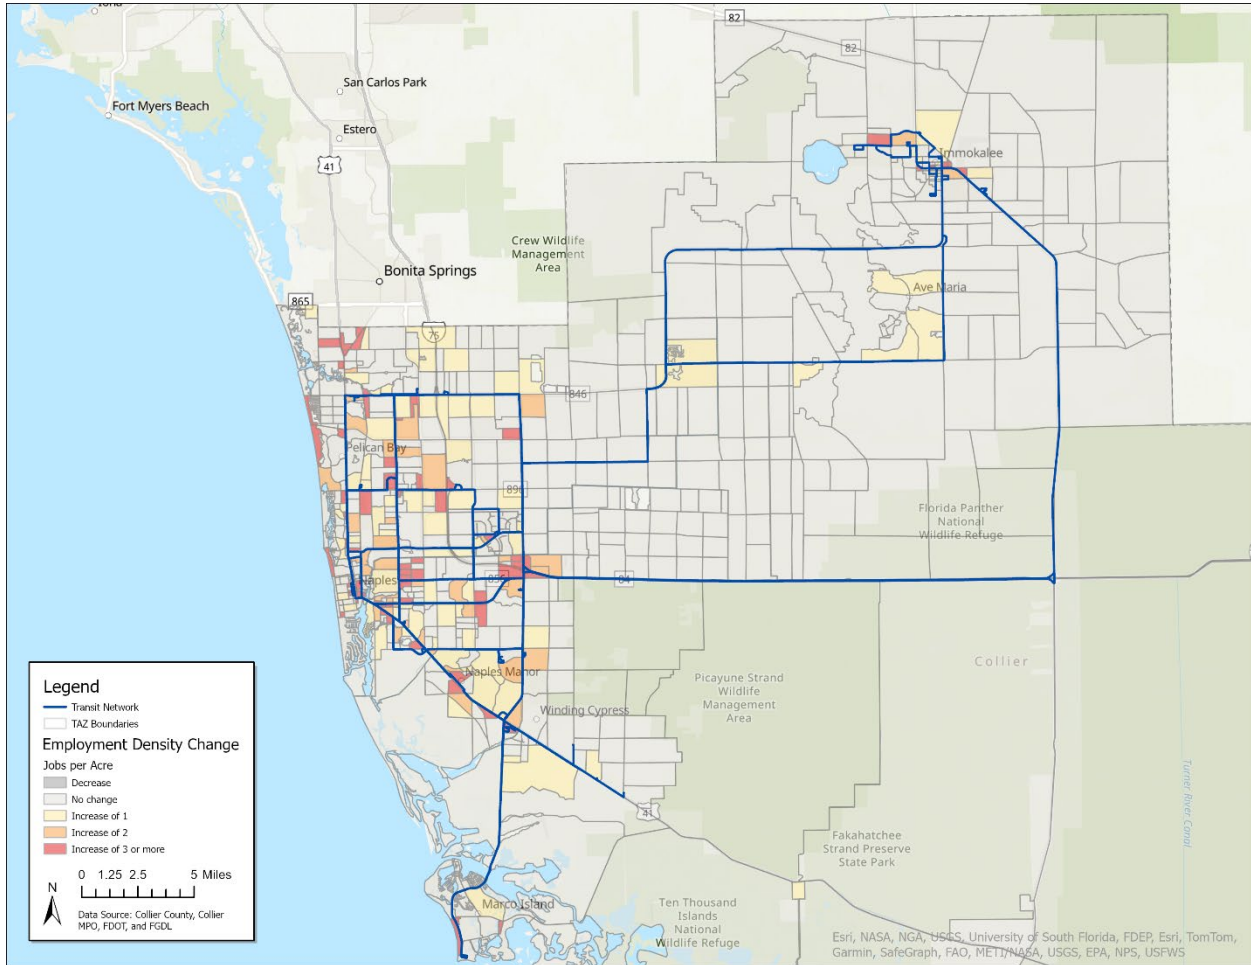 Iona
82
82
San Carlos Park
Fort Myers Beach
Estero
41
Immokalee
Crew Wildlife
Management
Area
Bonita Springs
Ave Maria
865
75
846
Pelican Bay
896
Florida Panther
National
Wildlife Refuge
Naples
856
84
Collier
Naples Manor
Picayune Strand
Wildlife
Management
Area
Winding Cypress
Turner River Canal
41
Fakahatchee
Strand Preserve
State Park
Marco Island
Ten Thousand
Islands
National
Wildlife Refuge
Legend
Transit Network
TAZ Boundaries
Employment Density Change
Jobs per Acre
Decrease
No change
Increase of 1
Increase of 2
Increase of 3 or more
0 1.25 2.5 5 Miles
N
Data Source: Collier County, Collier
MPO, FDOT, and FGDL
Esri, NASA, NGA, USGS, University of South Florida, FDEP, Esri, TomTom,
Garmin, SafeGraph, FAO, METI/NASA, USGS, EPA, NPS, USFWS